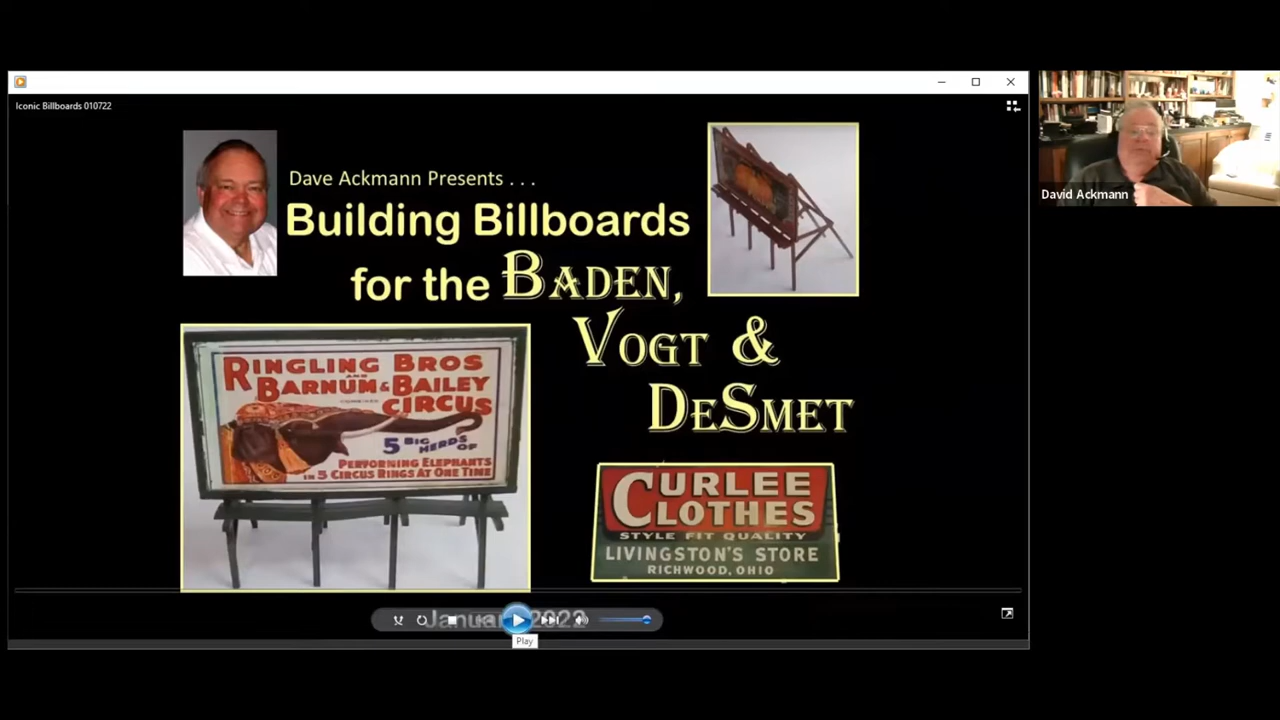 Iconic Billboards 010722
Dave Ackmann Presents . . .
Building Billboards
for the BADEN,
VOGT &
DESMET
RINGLING BROS
AND
BARNUM & BAILEY
CIRCUS
5 BIG
HERDS OF
PERFORMING ELEPHANTS
IN 5 CIRCUS RINGS AT ONE TIME
CURLEE
CLOTHES
STYLE FIT QUALITY
LIVINGSTON'S STORE
RICHWOOD, OHIO
January 2022
Play
David Ackmann